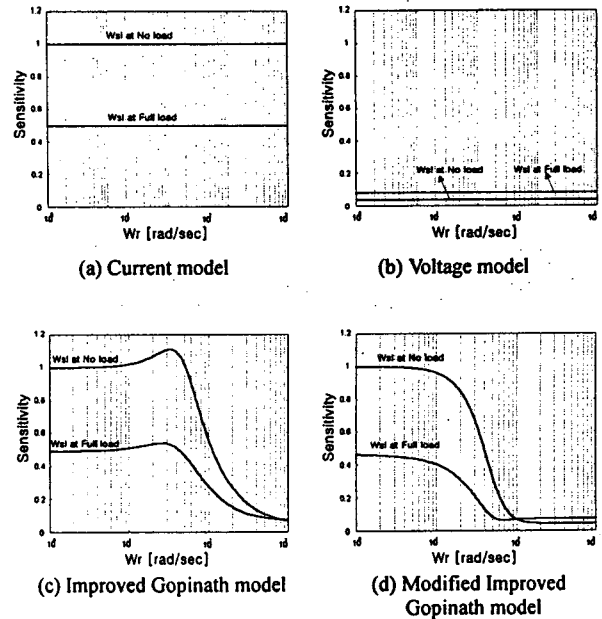 1.2
1
0.8
0.6
0.4
0.2
0
Sensitivity
Wsl at No load
Wsl at Full load
Wr [rad/sec]
(a) Current model
1.2
1
0.8
0.6
0.4
0.2
0
Sensitivity
Wsl at No load
Wsl at Full load
Wr [rad/sec]
(b) Voltage model
1.2
1
0.8
0.6
0.4
0.2
0
Sensitivity
Wsl at No load
Wsl at Full load
Wr [rad/sec]
(c) Improved Gopinath model
1.2
1
0.8
0.6
0.4
0.2
0
Sensitivity
Wsl at No load
Wsl at Full load
Wr [rad/sec]
(d) Modified Improved
Gopinath model